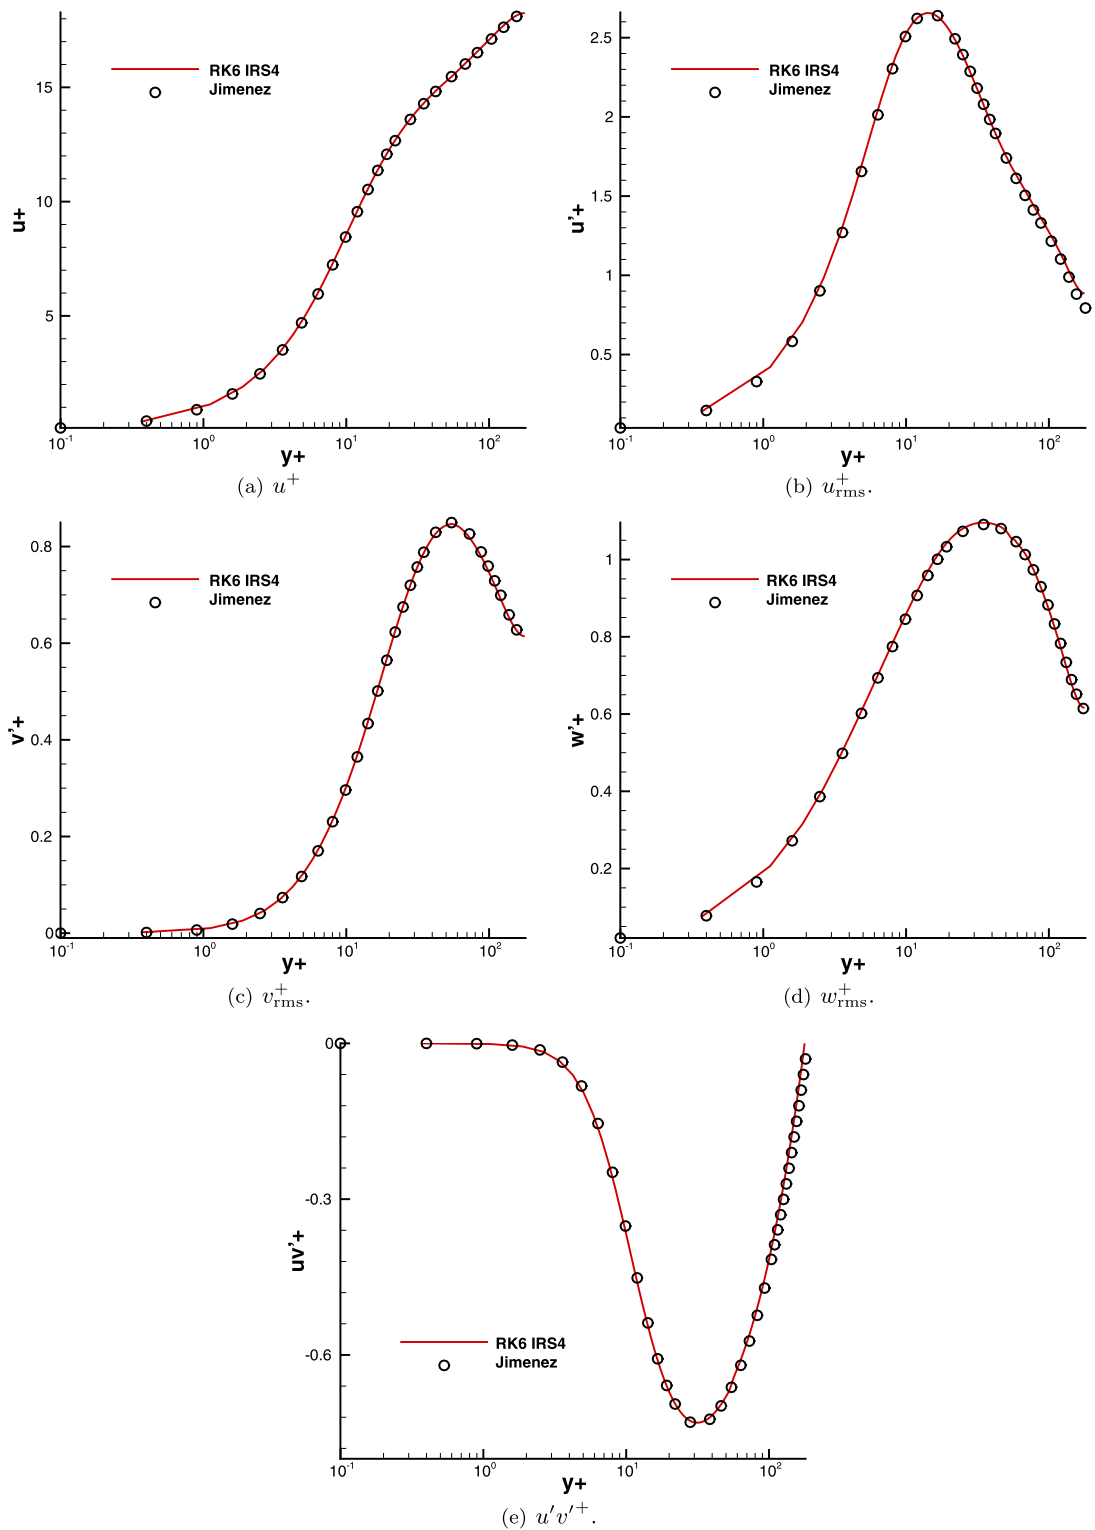 15
10
5
u+
RK6 IRS4
Jimenez
10⁻¹ 10⁰ 10¹ 10²
y+
(a) u⁺
2.5
2
1.5
1
0.5
u'+
RK6 IRS4
Jimenez
10⁻¹ 10⁰ 10¹ 10²
y+
(b) u⁺rms.
0.8
0.6
0.4
0.2
0
v'+
RK6 IRS4
Jimenez
10⁻¹ 10⁰ 10¹ 10²
y+
(c) v⁺rms.
1
0.8
0.6
0.4
0.2
w'+
RK6 IRS4
Jimenez
10⁻¹ 10⁰ 10¹ 10²
y+
(d) w⁺rms.
0
-0.3
-0.6
uv'+
RK6 IRS4
Jimenez
10⁻¹ 10⁰ 10¹ 10²
y+
(e) u′v′⁺.